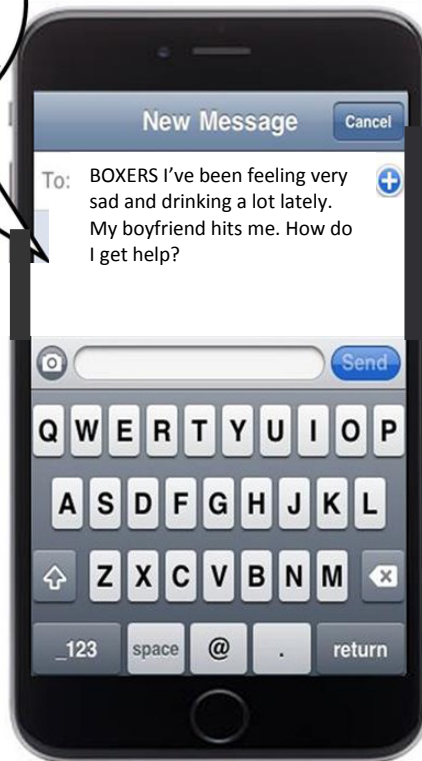 New Message
Cancel
To: BOXERS I've been feeling very
sad and drinking a lot lately.
My boyfriend hits me. How do
I get help?
Send
Q W E R T Y U I O P
A S D F G H J K L
Z X C V B N M
_123 space @ . return